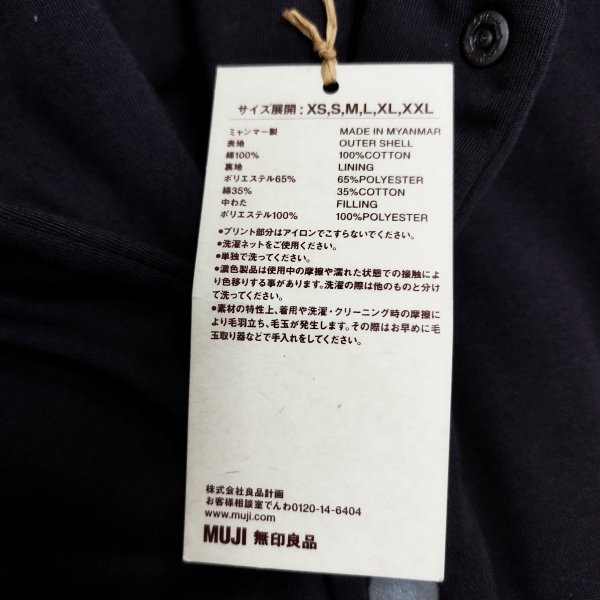 サイズ展開：XS,S,M,L,XL,XXL
ミャンマー製 MADE IN MYANMAR
表地 OUTER SHELL
綿100% 100%COTTON
裏地 LINING
ポリエステル65% 65%POLYESTER
綿35% 35%COTTON
中わた FILLING
ポリエステル100% 100%POLYESTER
●プリント部分はアイロンでこすらないでください。
●洗濯ネットをご使用ください。
●単独で洗ってください。
●濃色製品は使用中の摩擦や濡れた状態での接触によ
り色移りする事があります。洗濯の際は他のものと分け
て洗ってください。
●素材の特性上、着用や洗濯・クリーニング時の摩擦に
より毛羽立ち、毛玉が発生します。その際はお早めに毛
玉取り器などで手入れをしてください。
株式会社良品計画
お客様相談室でんわ0120-14-6404
www.muji.com
MUJI 無印良品